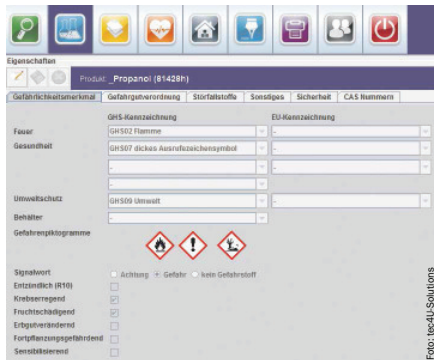 Eigenschaften
Produkt _Propanol (81428h)
Gefährlichkeitsmerkmal Gefahrgutverordnung Störfallstoffe Sonstiges Sicherheit CAS Nummern
GHS-Kennzeichnung EU-Kennzeichnung
Feuer GHS02 Flamme -
Gesundheit GHS07 dickes Ausrufezeichensymbol -
- -
-
Umweltschutz GHS09 Umwelt -
Behälter -
Gefahrenpiktogramme
Signalwort Achtung Gefahr kein Gefahrstoff
Entzündlich (R10)
Krebserregend
Fruchtschädigend
Erbgutverändernd
Fortpflanzungsgefährdend
Sensibilisierend
Foto: tec4U-Solutions